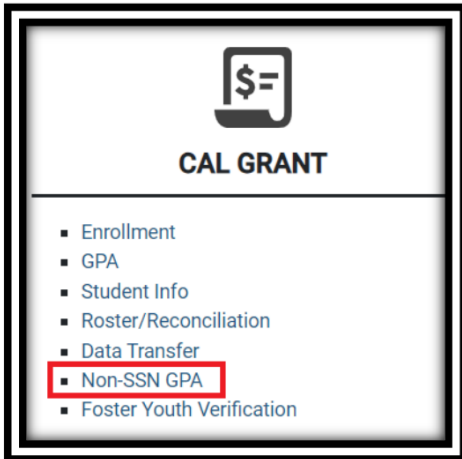 $
CAL GRANT
Enrollment
GPA
Student Info
Roster/Reconciliation
Data Transfer
Non-SSN GPA
Foster Youth Verification